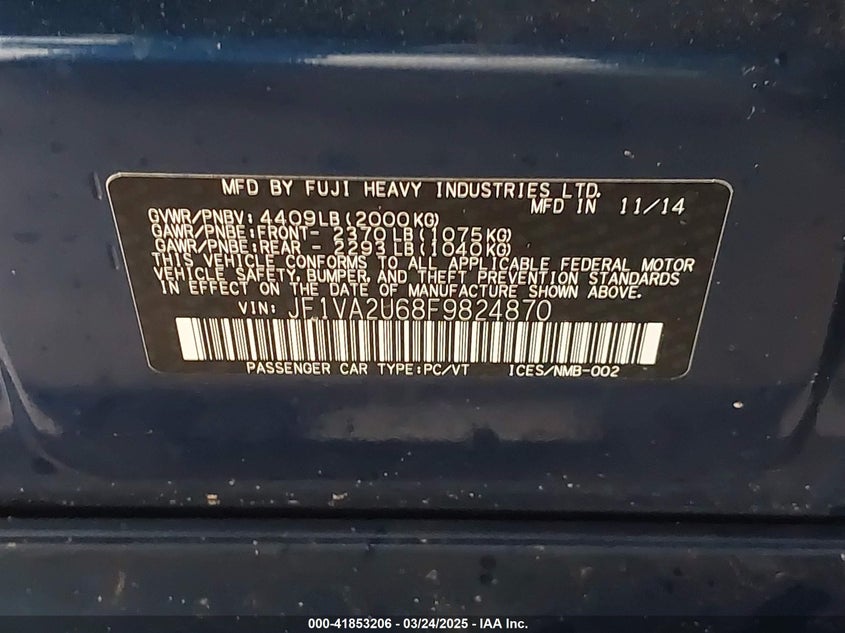 MFD BY FUJI HEAVY INDUSTRIES LTD.
MFD IN 11/14
GVWR/PNBV: 4409LB(2000KG)
GAWR/PNBE:FRONT- 2370LB(1075KG)
GAWR/PNBE:REAR - 2293LB(1040KG)
THIS VEHICLE CONFORMS TO ALL APPLICABLE FEDERAL MOTOR
VEHICLE SAFETY, BUMPER, AND THEFT PREVENTION STANDARDS
IN EFFECT ON THE DATE OF MANUFACTURE SHOWN ABOVE.
VIN: JF1VA2U68F9824870
PASSENGER CAR TYPE:PC/VT ICES/NMB-002
000-41853206 - 03/24/2025 - IAA Inc.